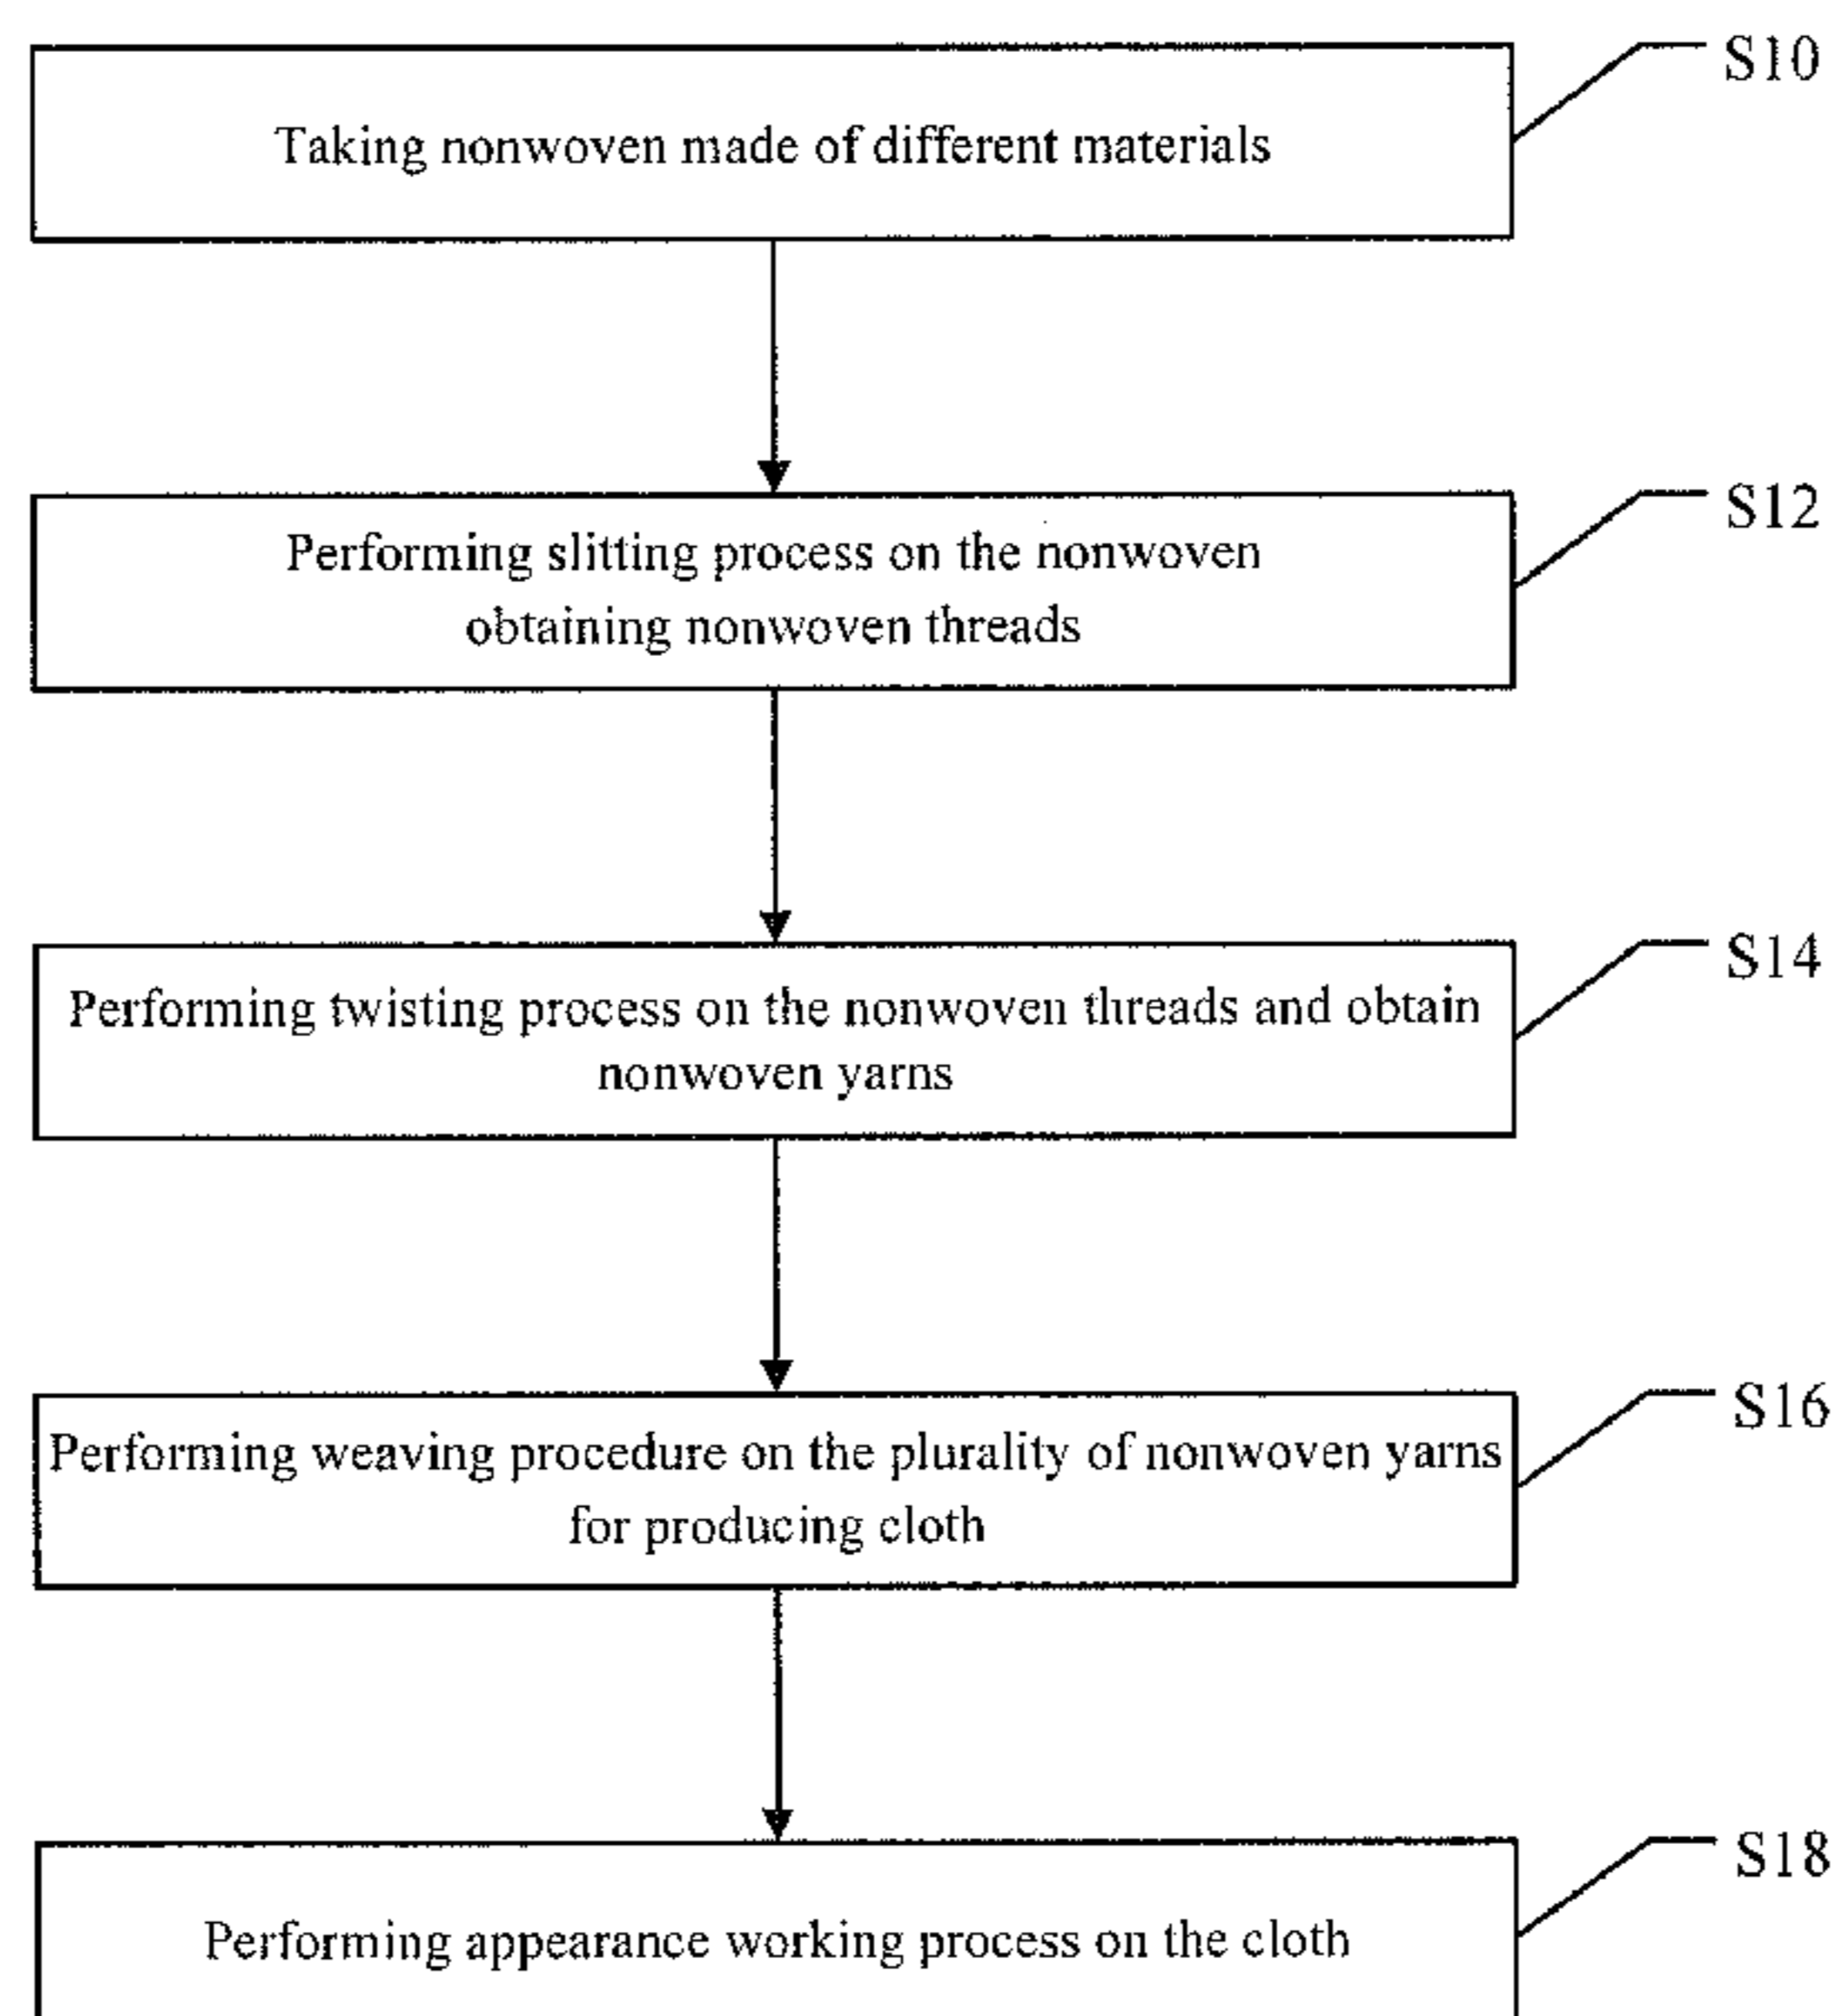 S10
Taking nonwoven made of different materials
S12
Performing slitting process on the nonwoven
obtaining nonwoven threads
S14
Performing twisting process on the nonwoven threads and obtain
nonwoven yarns
S16
Performing weaving procedure on the plurality of nonwoven yarns
for producing cloth
S18
Performing appearance working process on the cloth